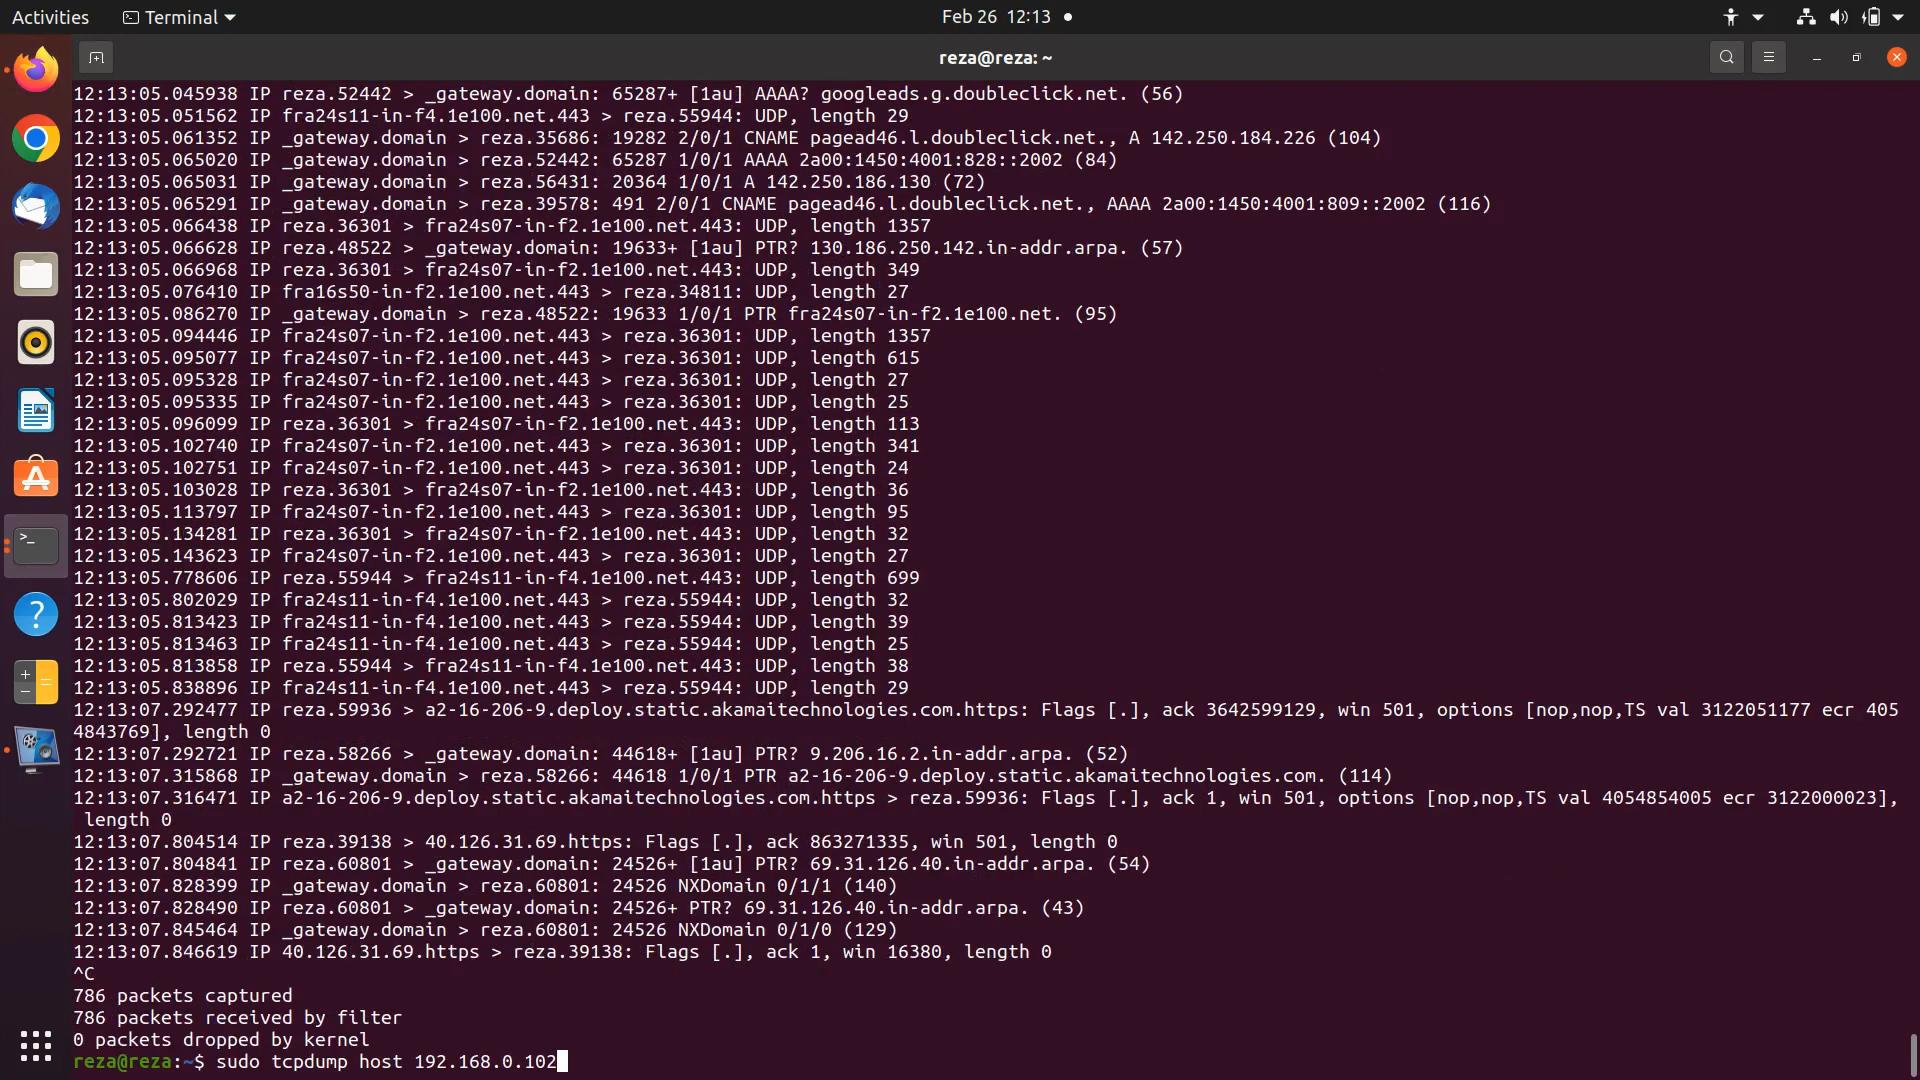 Activities
Terminal
Feb 26 12:13
reza@reza: ~
12:13:05.045938 IP reza.52442 > _gateway.domain: 65287+ [1au] AAAA? googleads.g.doubleclick.net. (56)
12:13:05.051562 IP fra24s11-in-f4.1e100.net.443 > reza.55944: UDP, length 29
12:13:05.061352 IP _gateway.domain > reza.35686: 19282 2/0/1 CNAME pagead46.l.doubleclick.net., A 142.250.184.226 (104)
12:13:05.065020 IP _gateway.domain > reza.52442: 65287 1/0/1 AAAA 2a00:1450:4001:828::2002 (84)
12:13:05.065031 IP _gateway.domain > reza.56431: 20364 1/0/1 A 142.250.186.130 (72)
12:13:05.065291 IP _gateway.domain > reza.39578: 491 2/0/1 CNAME pagead46.l.doubleclick.net., AAAA 2a00:1450:4001:809::2002 (116)
12:13:05.066438 IP reza.36301 > fra24s07-in-f2.1e100.net.443: UDP, length 1357
12:13:05.066628 IP reza.48522 > _gateway.domain: 19633+ [1au] PTR? 130.186.250.142.in-addr.arpa. (57)
12:13:05.066968 IP reza.36301 > fra24s07-in-f2.1e100.net.443: UDP, length 349
12:13:05.076410 IP fra16s50-in-f2.1e100.net.443 > reza.34811: UDP, length 27
12:13:05.086270 IP _gateway.domain > reza.48522: 19633 1/0/1 PTR fra24s07-in-f2.1e100.net. (95)
12:13:05.094446 IP fra24s07-in-f2.1e100.net.443 > reza.36301: UDP, length 1357
12:13:05.095077 IP fra24s07-in-f2.1e100.net.443 > reza.36301: UDP, length 615
12:13:05.095328 IP fra24s07-in-f2.1e100.net.443 > reza.36301: UDP, length 27
12:13:05.095335 IP fra24s07-in-f2.1e100.net.443 > reza.36301: UDP, length 25
12:13:05.096099 IP reza.36301 > fra24s07-in-f2.1e100.net.443: UDP, length 113
12:13:05.102740 IP fra24s07-in-f2.1e100.net.443 > reza.36301: UDP, length 341
12:13:05.102751 IP fra24s07-in-f2.1e100.net.443 > reza.36301: UDP, length 24
12:13:05.103028 IP reza.36301 > fra24s07-in-f2.1e100.net.443: UDP, length 36
12:13:05.113797 IP fra24s07-in-f2.1e100.net.443 > reza.36301: UDP, length 95
12:13:05.134281 IP reza.36301 > fra24s07-in-f2.1e100.net.443: UDP, length 32
12:13:05.143623 IP fra24s07-in-f2.1e100.net.443 > reza.36301: UDP, length 27
12:13:05.778606 IP reza.55944 > fra24s11-in-f4.1e100.net.443: UDP, length 699
12:13:05.802029 IP fra24s11-in-f4.1e100.net.443 > reza.55944: UDP, length 32
12:13:05.813423 IP fra24s11-in-f4.1e100.net.443 > reza.55944: UDP, length 39
12:13:05.813463 IP fra24s11-in-f4.1e100.net.443 > reza.55944: UDP, length 25
12:13:05.813858 IP reza.55944 > fra24s11-in-f4.1e100.net.443: UDP, length 38
12:13:05.838896 IP fra24s11-in-f4.1e100.net.443 > reza.55944: UDP, length 29
12:13:07.292477 IP reza.59936 > a2-16-206-9.deploy.static.akamaitechnologies.com.https: Flags [.], ack 3642599129, win 501, options [nop,nop,TS val 3122051177 ecr 405
4843769], length 0
12:13:07.292721 IP reza.58266 > _gateway.domain: 44618+ [1au] PTR? 9.206.16.2.in-addr.arpa. (52)
12:13:07.315868 IP _gateway.domain > reza.58266: 44618 1/0/1 PTR a2-16-206-9.deploy.static.akamaitechnologies.com. (114)
12:13:07.316471 IP a2-16-206-9.deploy.static.akamaitechnologies.com.https > reza.59936: Flags [.], ack 1, win 501, options [nop,nop,TS val 4054854005 ecr 3122000023],
length 0
12:13:07.804514 IP reza.39138 > 40.126.31.69.https: Flags [.], ack 863271335, win 501, length 0
12:13:07.804841 IP reza.60801 > _gateway.domain: 24526+ [1au] PTR? 69.31.126.40.in-addr.arpa. (54)
12:13:07.828399 IP _gateway.domain > reza.60801: 24526 NXDomain 0/1/1 (140)
12:13:07.828490 IP reza.60801 > _gateway.domain: 24526+ PTR? 69.31.126.40.in-addr.arpa. (43)
12:13:07.845464 IP _gateway.domain > reza.60801: 24526 NXDomain 0/1/0 (129)
12:13:07.846619 IP 40.126.31.69.https > reza.39138: Flags [.], ack 1, win 16380, length 0
^C
786 packets captured
786 packets received by filter
0 packets dropped by kernel
reza@reza:~$ sudo tcpdump host 192.168.0.102